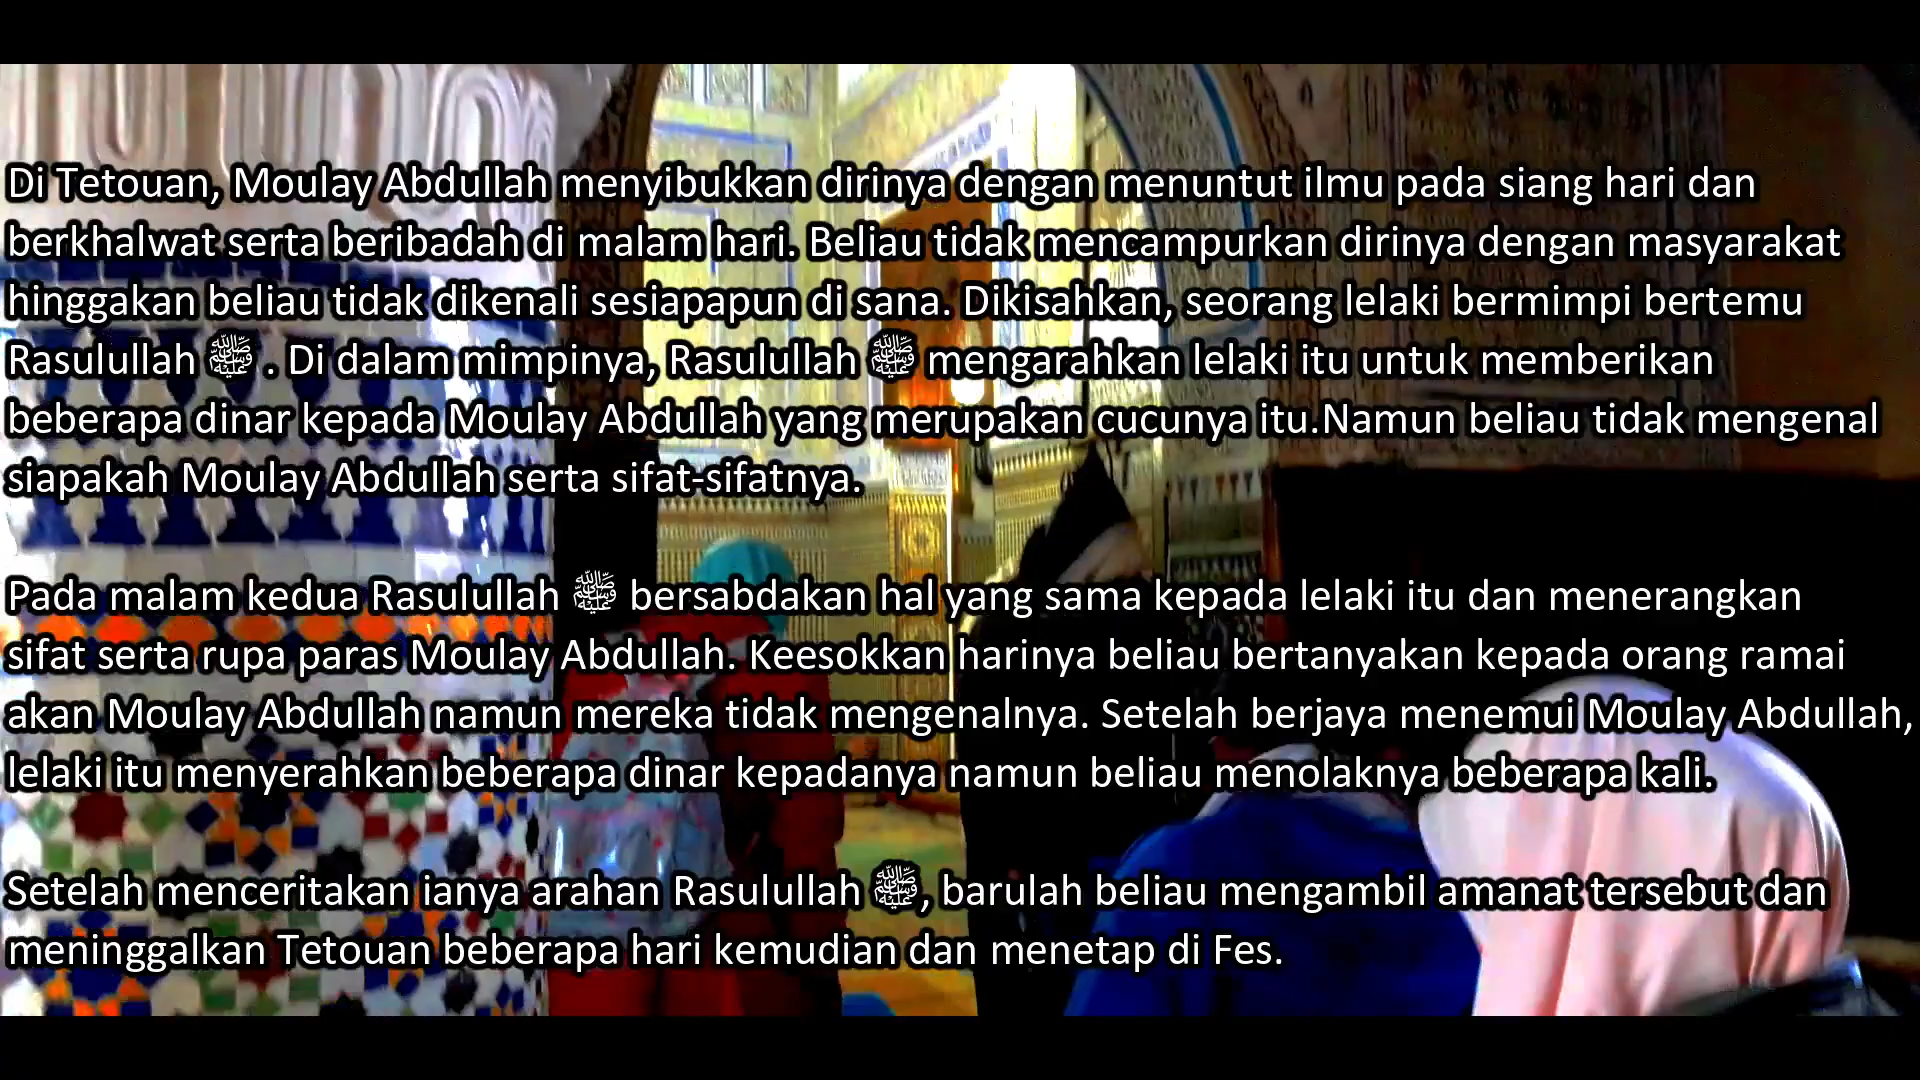 Di Tetouan, Moulay Abdullah menyibukkan dirinya dengan menuntut ilmu pada siang hari dan
berkhalwat serta beribadah di malam hari. Beliau tidak mencampurkan dirinya dengan masyarakat
hinggakan beliau tidak dikenali sesiapapun di sana. Dikisahkan, seorang lelaki bermimpi bertemu
Rasulullah ﷺ . Di dalam mimpinya, Rasulullah ﷺ mengarahkan lelaki itu untuk memberikan
beberapa dinar kepada Moulay Abdullah yang merupakan cucunya itu.Namun beliau tidak mengenal
siapakah Moulay Abdullah serta sifat-sifatnya.
Pada malam kedua Rasulullah ﷺ bersabdakan hal yang sama kepada lelaki itu dan menerangkan
sifat serta rupa paras Moulay Abdullah. Keesokkan harinya beliau bertanyakan kepada orang ramai
akan Moulay Abdullah namun mereka tidak mengenalnya. Setelah berjaya menemui Moulay Abdullah,
lelaki itu menyerahkan beberapa dinar kepadanya namun beliau menolaknya beberapa kali.
Setelah menceritakan ianya arahan Rasulullah ﷺ, barulah beliau mengambil amanat tersebut dan
meninggalkan Tetouan beberapa hari kemudian dan menetap di Fes.